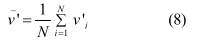 v̄' = 1/N ∑_{i=1}^{N} v'_i (8)